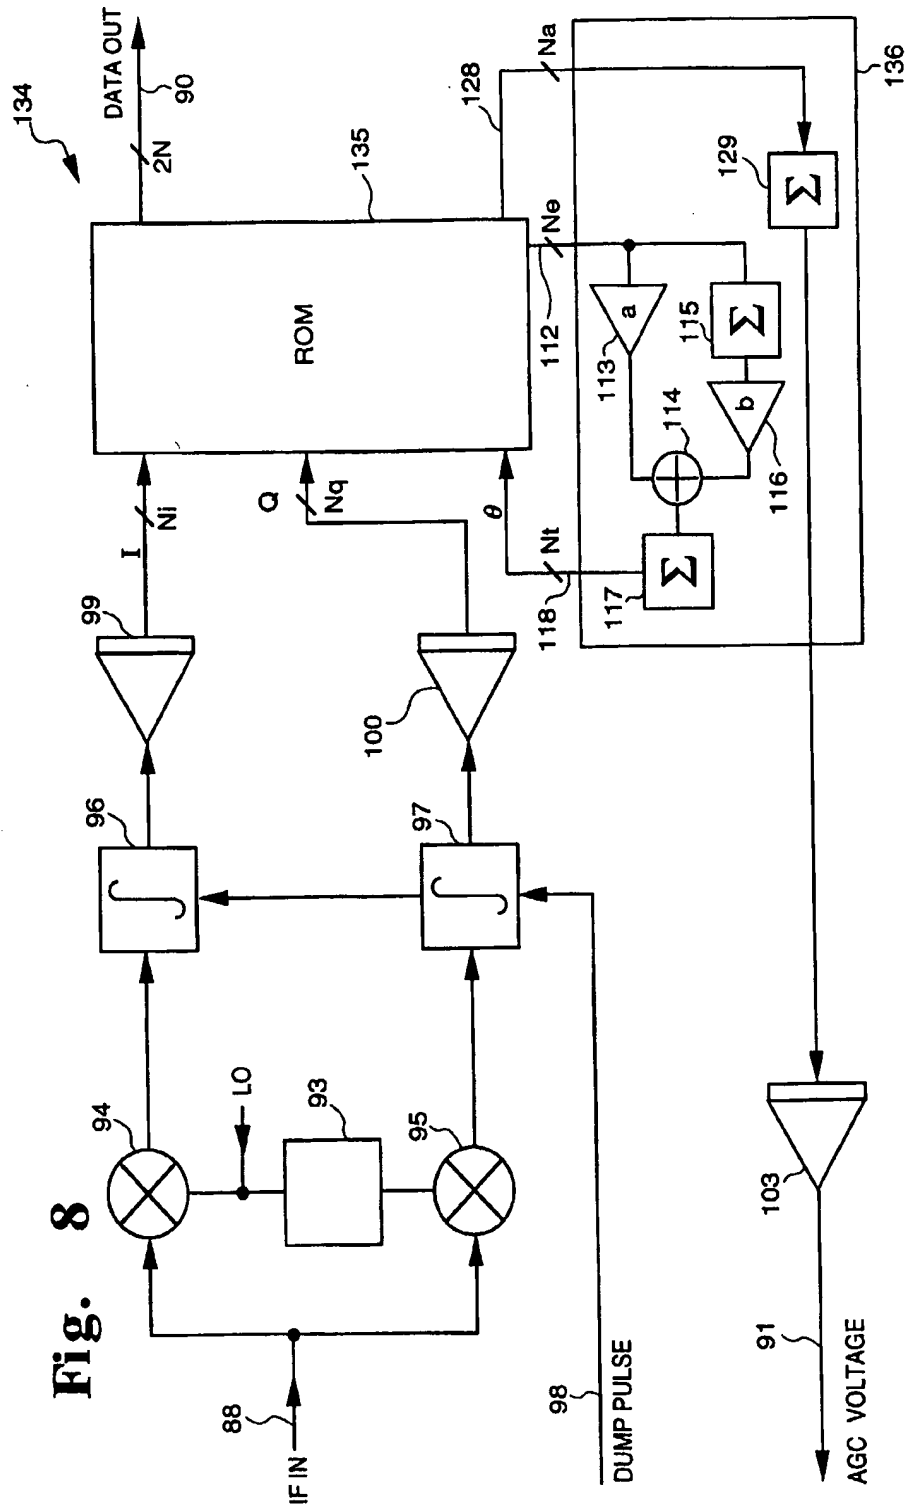 Fig. 8
134
DATA OUT
90
2N
135
ROM
128
Na
136
129
Σ
Ne
112
a
113
115
Σ
b
116
114
117
Σ
118
Nt
θ
I
Ni
Q
Nq
99
100
96
∫
97
∫
94
LO
93
95
88
IF IN
98
DUMP PULSE
103
91
AGC VOLTAGE